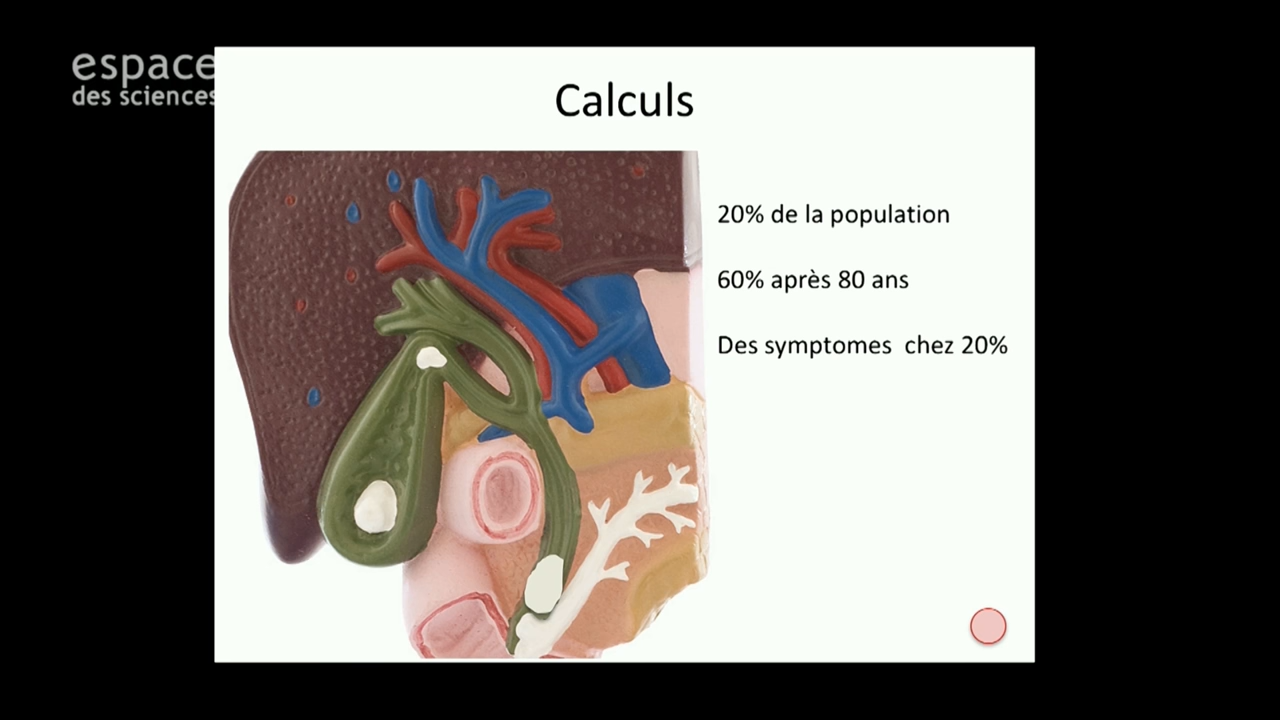 espace
des sciences
Calculs
20% de la population
60% après 80 ans
Des symptomes chez 20%